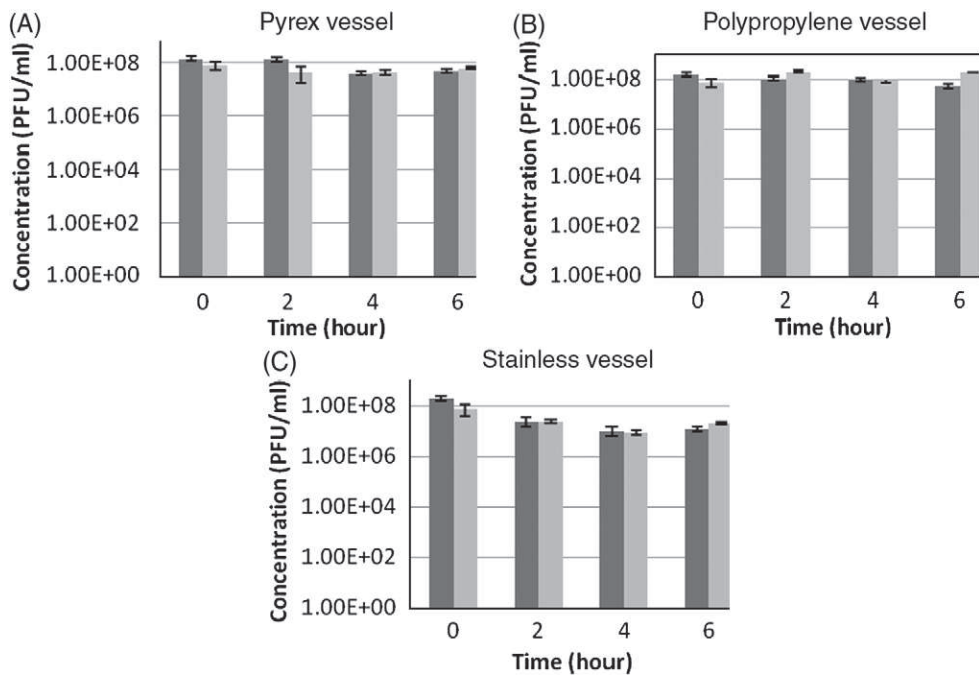 (A) Pyrex vessel
Concentration (PFU/ml)
1.00E+08
1.00E+06
1.00E+04
1.00E+02
1.00E+00
0 2 4 6
Time (hour)
(B) Polypropylene vessel
Concentration (PFU/ml)
1.00E+08
1.00E+06
1.00E+04
1.00E+02
1.00E+00
0 2 4 6
Time (hour)
(C) Stainless vessel
Concentration (PFU/ml)
1.00E+08
1.00E+06
1.00E+04
1.00E+02
1.00E+00
0 2 4 6
Time (hour)